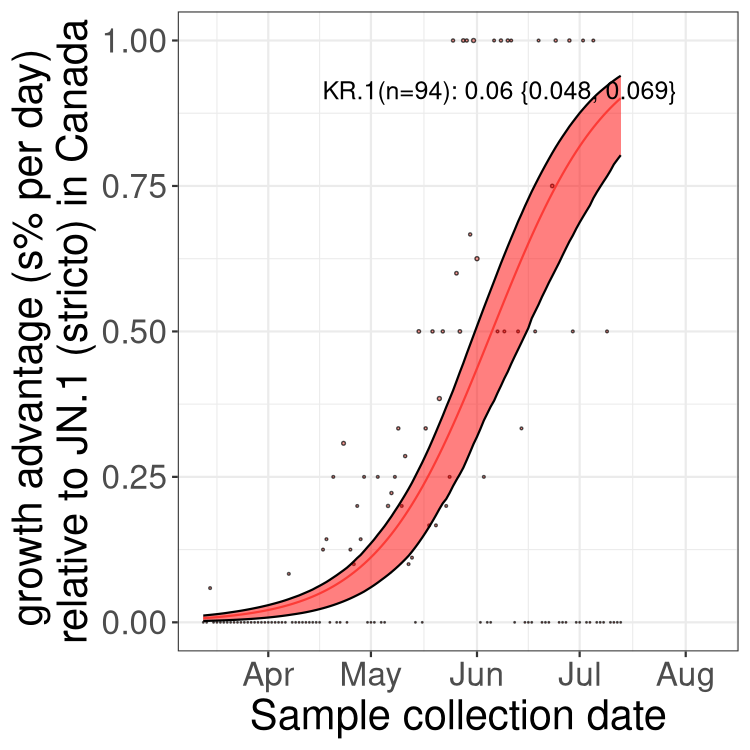 growth advantage (s% per day)
relative to JN.1 (stricto) in Canada
1.00
0.75
0.50
0.25
0.00
KR.1(n=94): 0.06 {0.048, 0.069}
Apr May Jun Jul Aug
Sample collection date